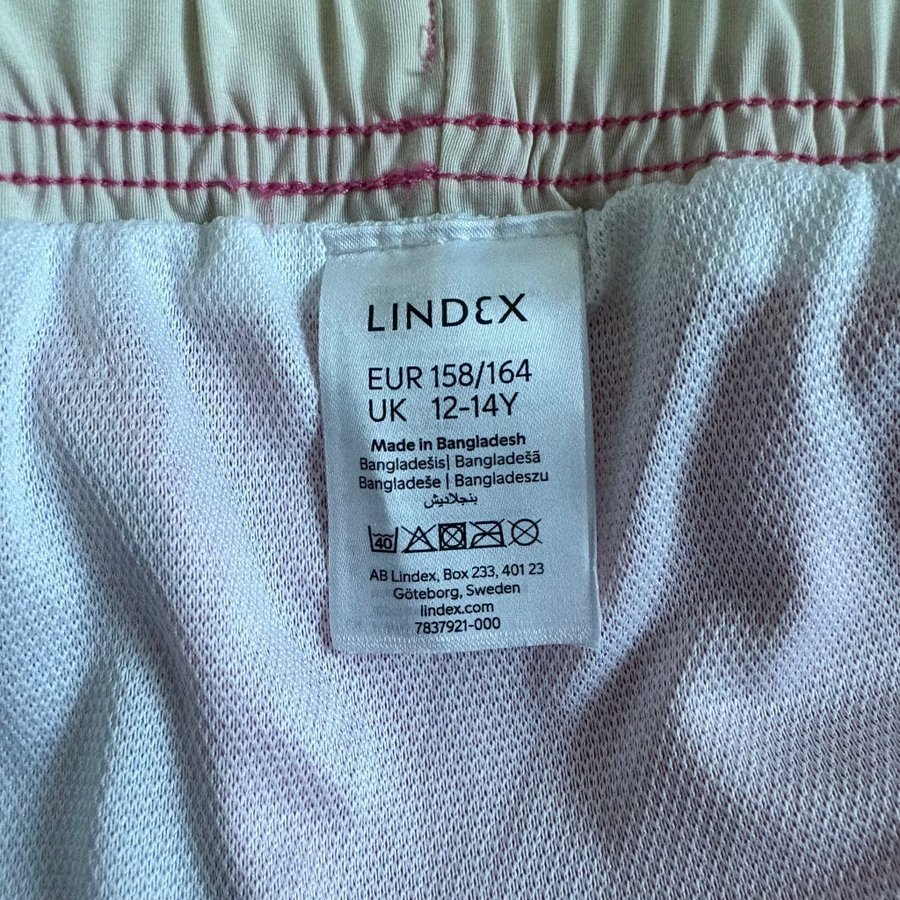 LINDEX
EUR 158/164
UK 12-14Y
Made in Bangladesh
Bangladešis| Bangladešā
Bangladeše | Bangladeszu
بنجلاديش
40
AB Lindex, Box 233, 401 23
Göteborg, Sweden
lindex.com
7837921-000